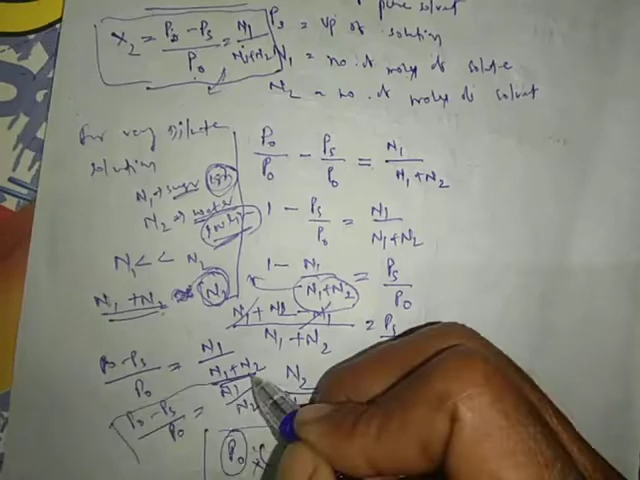 pure solvent
X₂ = P₀ - Pₛ / P₀ = N₁ / N₁+N₂
Pₛ = vp of solution
N₁ = no. of moles of solute
N₂ = no. of moles of solvent
For very dilute
solution
N₁ → sugar
N₂ → water
N₁ < <
N₁ + N₂
P₀/P₀ - Pₛ/P₀ = N₁ / N₁+N₂
1 - Pₛ/P₀ = N₁ / N₁+N₂
1 - N₁ / N₁+N₂ = Pₛ/P₀
N₁ + N₂ - N₁ / N₁ + N₂ = Pₛ
P₀-Pₛ / P₀ = N₁ / N₁+N₂
N₂
P₀-Pₛ / P₀ = N₁ / N₂
P₀